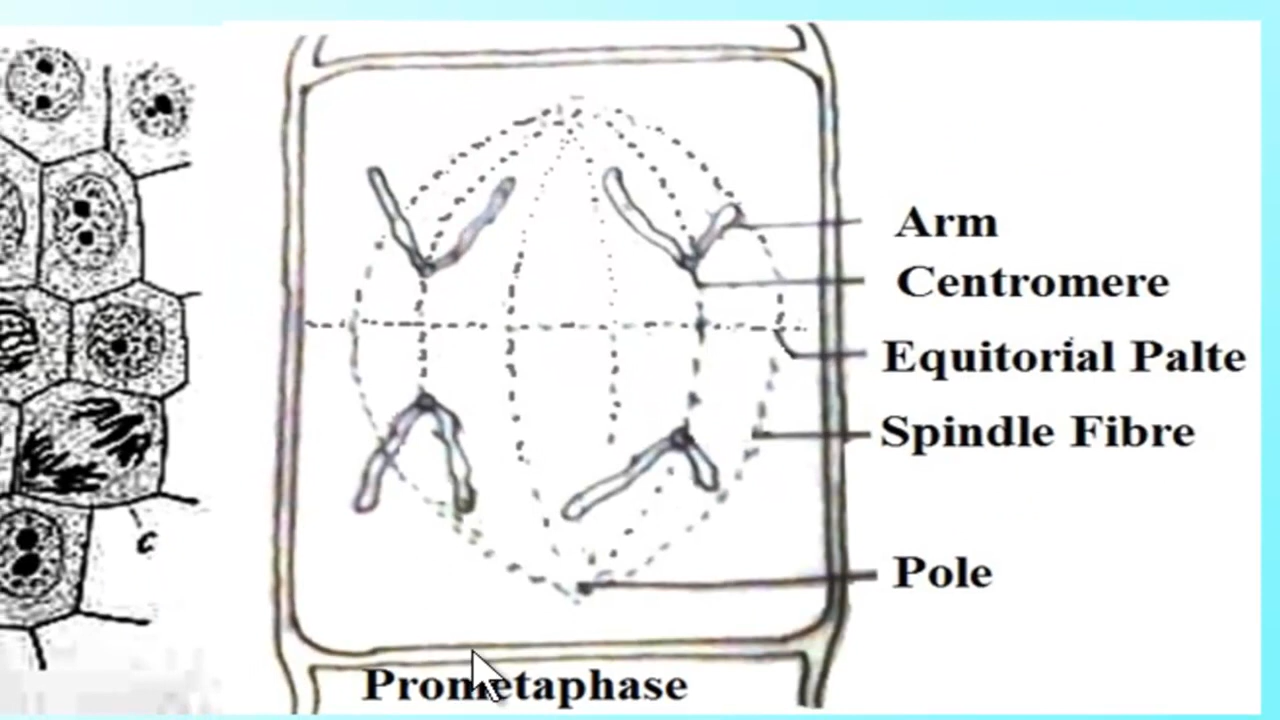 Arm
Centromere
Equitorial Palte
Spindle Fibre
c
Pole
Prometaphase